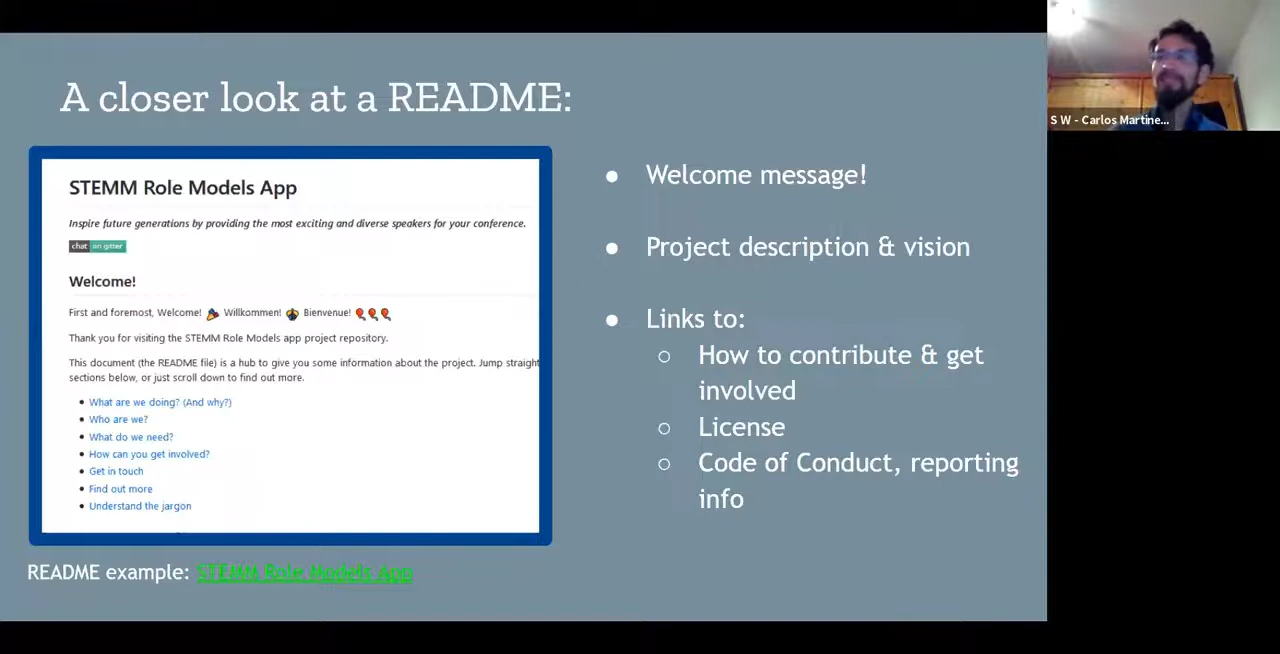 A closer look at a README:
STEMM Role Models App
Inspire future generations by providing the most exciting and diverse speakers for your conference.
chat on gitter
Welcome!
First and foremost, Welcome! 🎉 Willkommen! 🎊 Bienvenue! 🎈🎈🎈
Thank you for visiting the STEMM Role Models app project repository.
This document (the README file) is a hub to give you some information about the project. Jump straight
sections below, or just scroll down to find out more.
• What are we doing? (And why?)
• Who are we?
• What do we need?
• How can you get involved?
• Get in touch
• Find out more
• Understand the jargon
README example: STEMM Role Models App
● Welcome message!
● Project description & vision
● Links to:
○ How to contribute & get
involved
○ License
○ Code of Conduct, reporting
info
S W - Carlos Martine...